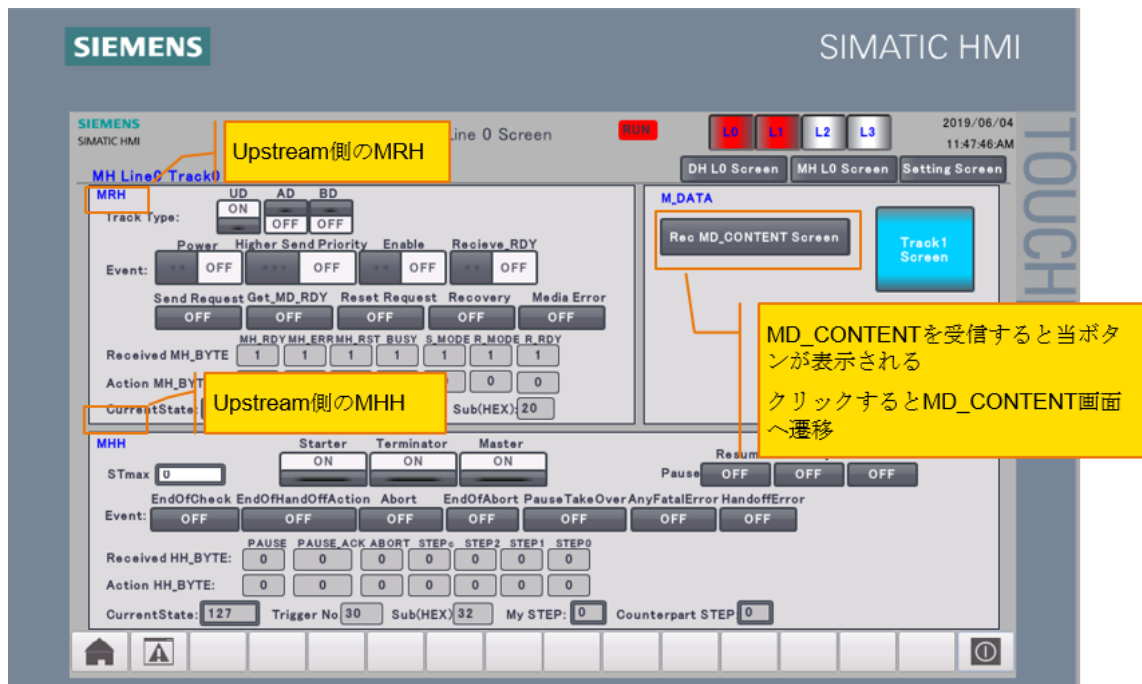 SIEMENS
SIMATIC HMI
SIEMENS
SIMATIC HMI
ine 0 Screen
RUN
L0 L1 L2 L3
2019/06/04
11:47:46:AM
TOUCH
Upstream側のMRH
DH L0 Screen MH L0 Screen Setting Screen
MH Line0 Track0
MRH
UD AD BD
Track Type:
ON
OFF OFF
Power Higher Send Priority Enable Recieve_RDY
Event: OFF OFF OFF OFF
Send Request Get_MD_RDY Reset Request Recovery Media Error
OFF OFF OFF OFF OFF
MH_RDY MH_ERR MH_RST BUSY S_MODE R_MODE R_RDY
Received MH_BYTE 1 1 1 1 1 1 1
Action MH_BYT 0 0
CurrentState: Sub(HEX): 20
Upstream側のMHH
M_DATA
Rec MD_CONTENT Screen
Track1
Screen
MD_CONTENTを受信すると当ボタ
ンが表示される
クリックするとMD_CONTENT画面
へ遷移
MHH
Starter Terminator Master
ON ON ON
STmax 0
Resum
Pause OFF OFF OFF
EndOfCheck EndOfHandOffAction Abort EndOfAbort PauseTakeOver AnyFatalError HandoffError
Event: OFF OFF OFF OFF OFF OFF OFF
PAUSE PAUSE_ACK ABORT STEPc STEP2 STEP1 STEP0
Received HH_BYTE: 0 0 0 0 0 0 0
Action HH_BYTE: 0 0 0 0 0 0 0
CurrentState: 127 Trigger No 30 Sub(HEX) 32 My STEP: 0 Counterpart STEP 0